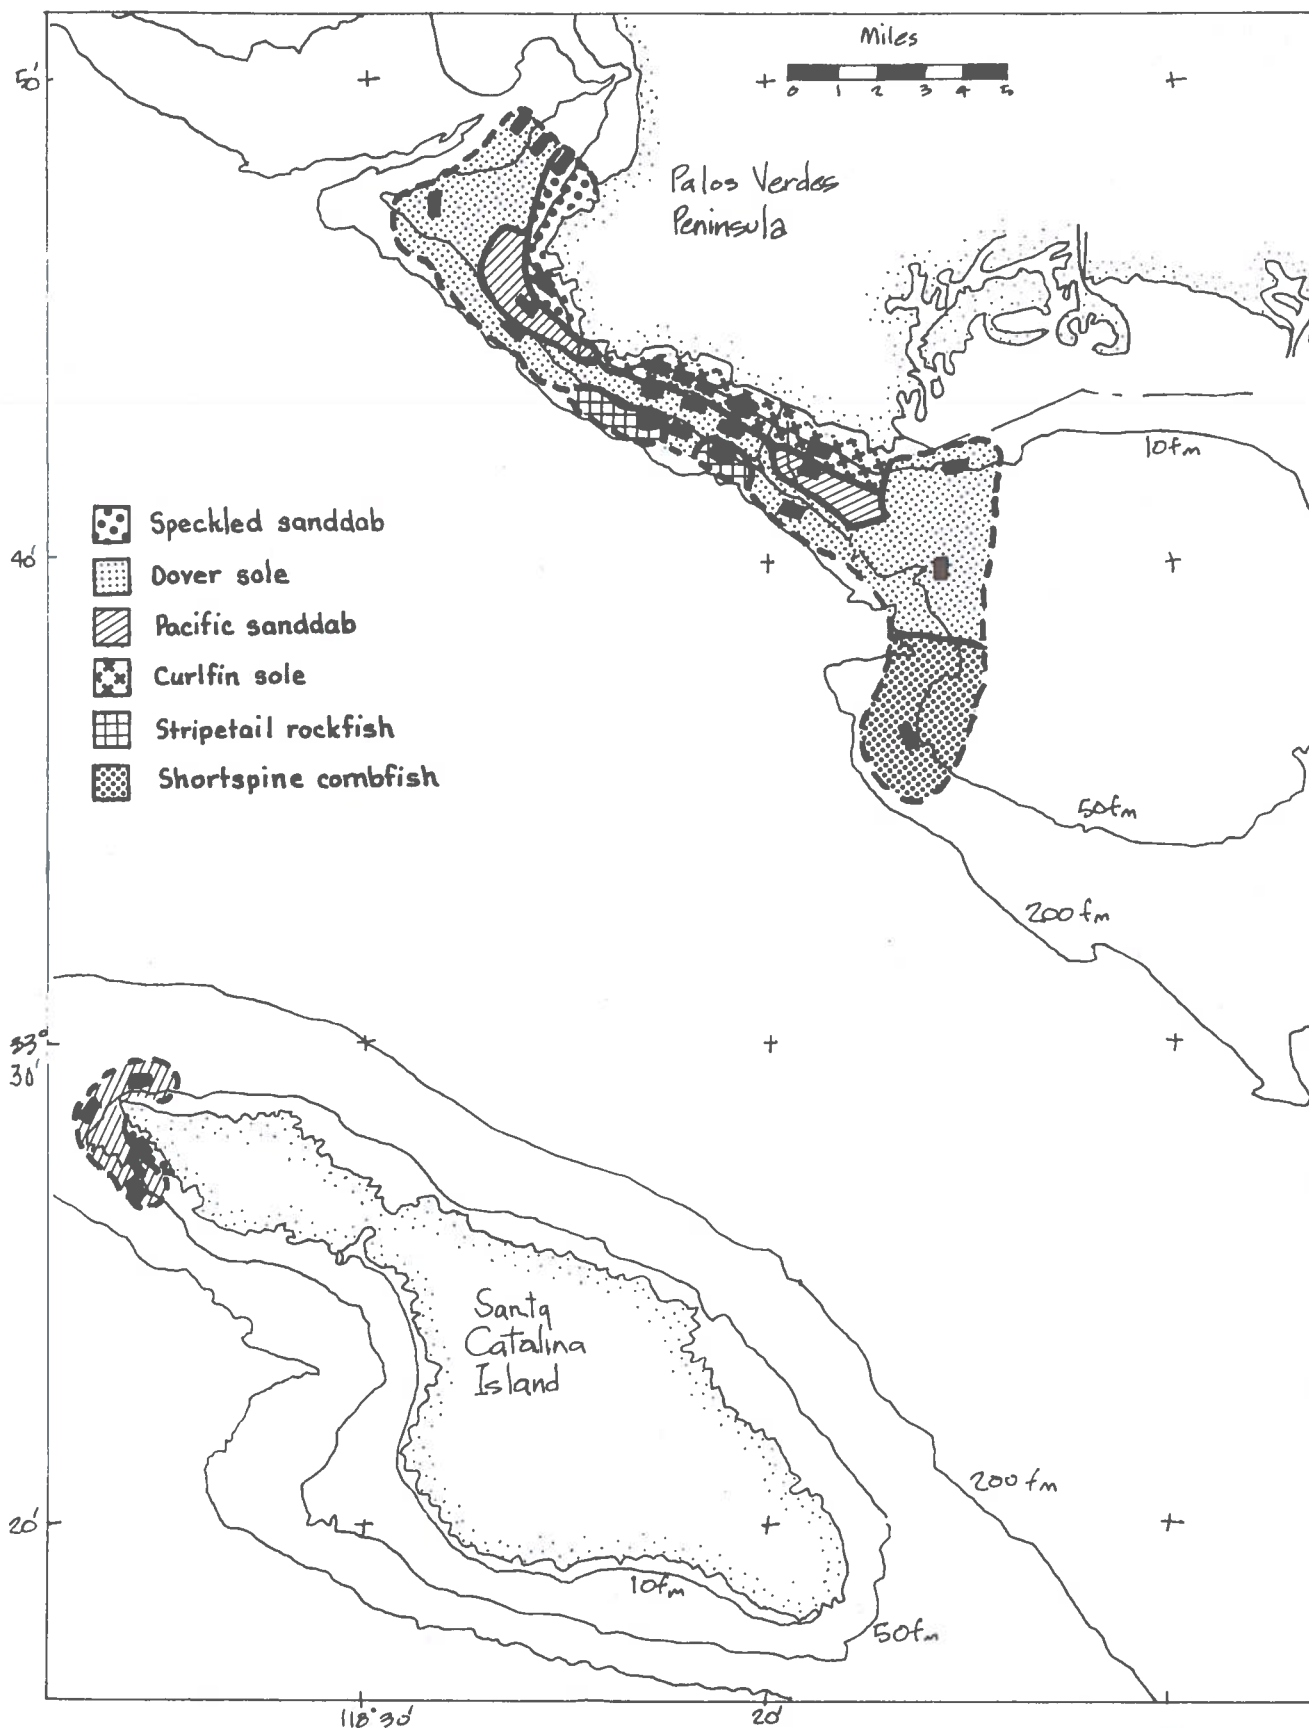 Miles
0 1 2 3 4 5
50'
Palos Verdes
Peninsula
10fm
Speckled sanddab
Dover sole
Pacific sanddab
Curlfin sole
Stripetail rockfish
Shortspine combfish
40'
50fm
200fm
33°
30'
Santa
Catalina
Island
200fm
20'
10fm
50fm
118°30'
20'